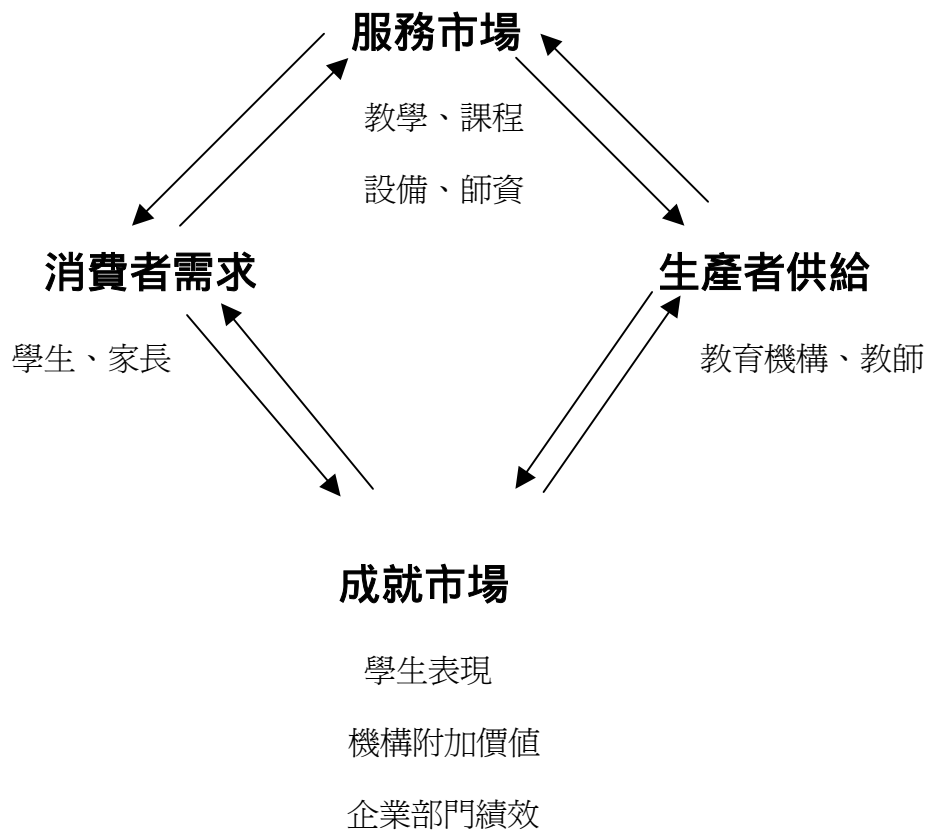 服務市場
教學、課程
設備、師資
消費者需求
生產者供給
學生、家長
教育機構、教師
成就市場
學生表現
機構附加價值
企業部門績效